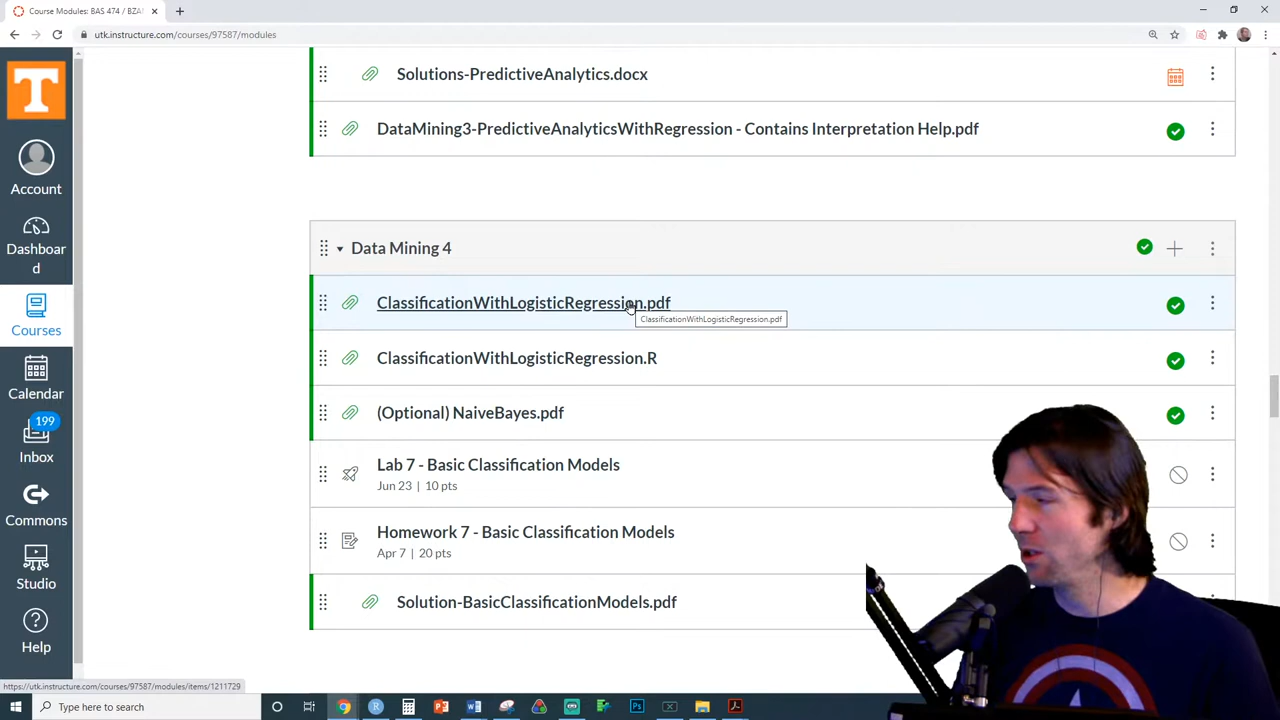 Course Modules: BAS 474 / BZA
utk.instructure.com/courses/97587/modules
T
Account
Dashboar
d
Courses
Calendar
199
Inbox
Commons
Studio
Help
Solutions-PredictiveAnalytics.docx
DataMining3-PredictiveAnalyticsWithRegression - Contains Interpretation Help.pdf
Data Mining 4
ClassificationWithLogisticRegression.pdf
ClassificationWithLogisticRegression.pdf
ClassificationWithLogisticRegression.R
(Optional) NaiveBayes.pdf
Lab 7 - Basic Classification Models
Jun 23 | 10 pts
Homework 7 - Basic Classification Models
Apr 7 | 20 pts
Solution-BasicClassificationModels.pdf
https://utk.instructure.com/courses/97587/modules/items/1211729
Type here to search